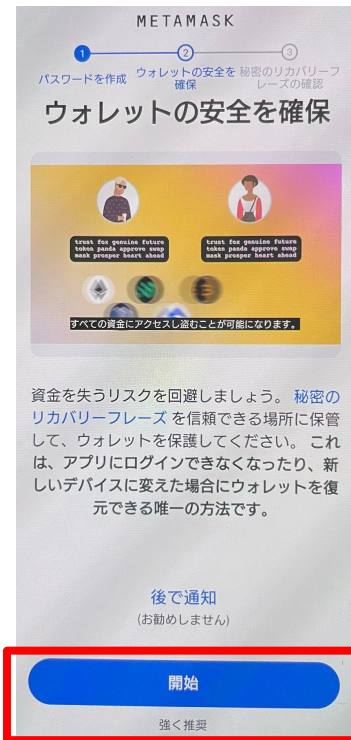 METAMASK
1 2 3
パスワードを作成 ウォレットの安全を確保 秘密のリカバリーフレーズの確認
ウォレットの安全を確保
trust fox genuine future
token panda approve swap
mask prosper heart ahead
trust fox genuine future
token panda approve swap
mask prosper heart ahead
すべての資金にアクセスし盗むことが可能になります。
資金を失うリスクを回避しましょう。 秘密の
リカバリーフレーズ を信頼できる場所に保管
して、ウォレットを保護してください。 これ
は、アプリにログインできなくなったり、新
しいデバイスに変えた場合にウォレットを復
元できる唯一の方法です。
後で通知
(お勧めしません)
開始
強く推奨